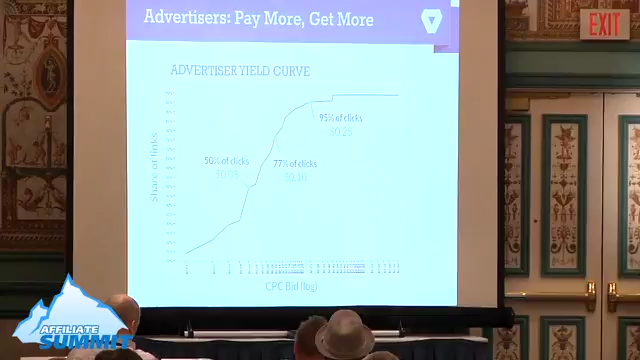 Advertisers: Pay More, Get More
EXIT
ADVERTISER YIELD CURVE
95% of clicks
$0.25
50% of clicks
$0.05
77% of clicks
$0.10
Share of links
CPC Bid (log)
AFFILIATE
SUMMIT